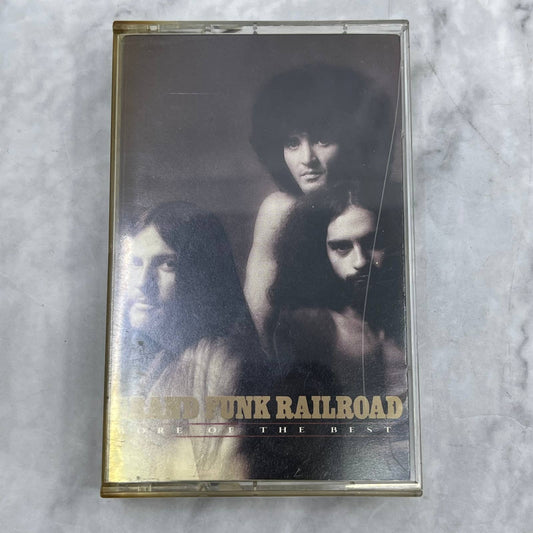 GRAND FUNK RAILROAD
MORE OF THE BEST